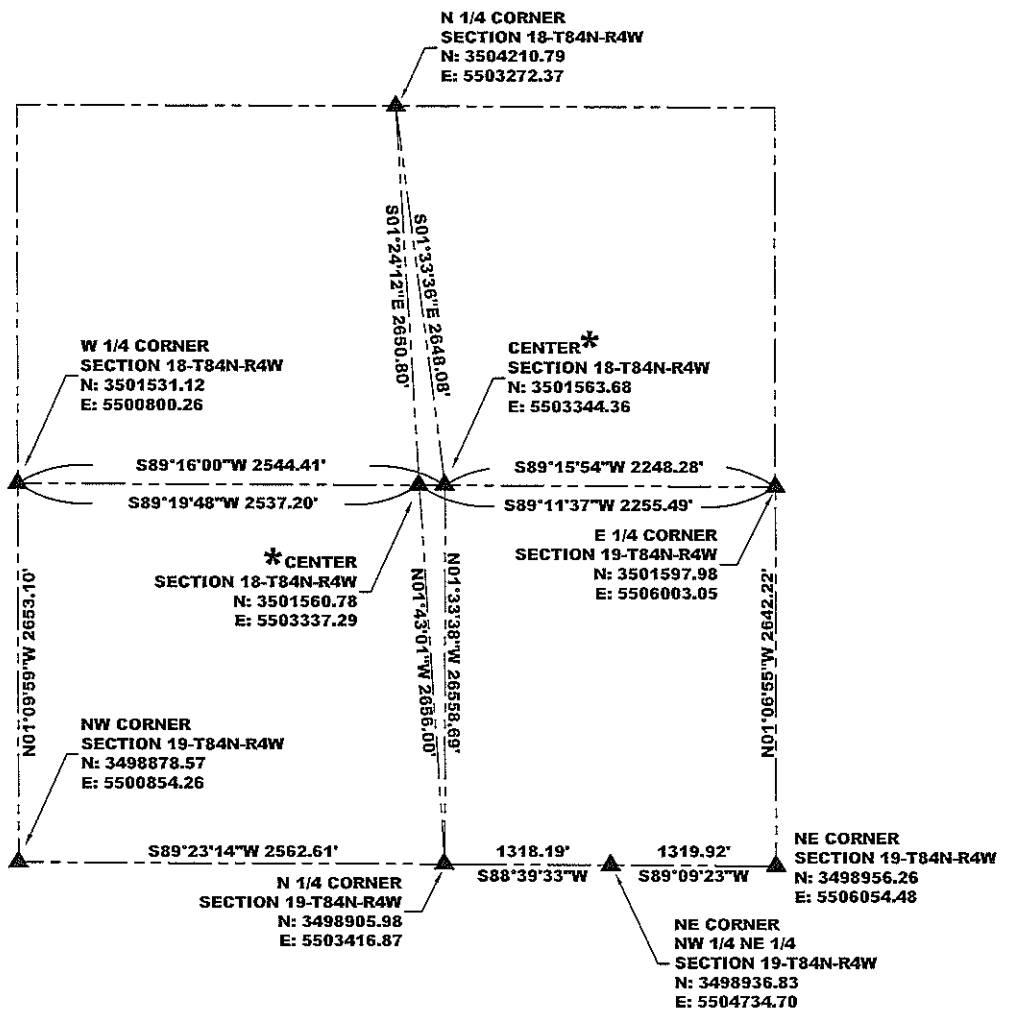 N 1/4 CORNER
SECTION 18-T84N-R4W
N: 3504210.79
E: 5503272.37
S01°24'12"E 2650.80'
S01°33'36"E 2648.08'
W 1/4 CORNER
SECTION 18-T84N-R4W
N: 3501531.12
E: 5500800.26
CENTER*
SECTION 18-T84N-R4W
N: 3501563.68
E: 5503344.36
S89°16'00"W 2544.41'
S89°15'54"W 2248.28'
S89°19'48"W 2537.20'
S89°11'37"W 2255.49'
*CENTER
SECTION 18-T84N-R4W
N: 3501560.78
E: 5503337.29
E 1/4 CORNER
SECTION 19-T84N-R4W
N: 3501597.98
E: 5506003.05
N01°09'59"W 2653.10'
N01°43'01"W 2656.00'
N01°33'38"W 26558.69'
N01°06'55"W 2642.22'
NW CORNER
SECTION 19-T84N-R4W
N: 3498878.57
E: 5500854.26
S89°23'14"W 2562.61'
1318.19'
S88°39'33"W
1319.92'
S89°09'23"W
N 1/4 CORNER
SECTION 19-T84N-R4W
N: 3498905.98
E: 5503416.87
NE CORNER
SECTION 19-T84N-R4W
N: 3498956.26
E: 5506054.48
NE CORNER
NW 1/4 NE 1/4
SECTION 19-T84N-R4W
N: 3498936.83
E: 5504734.70